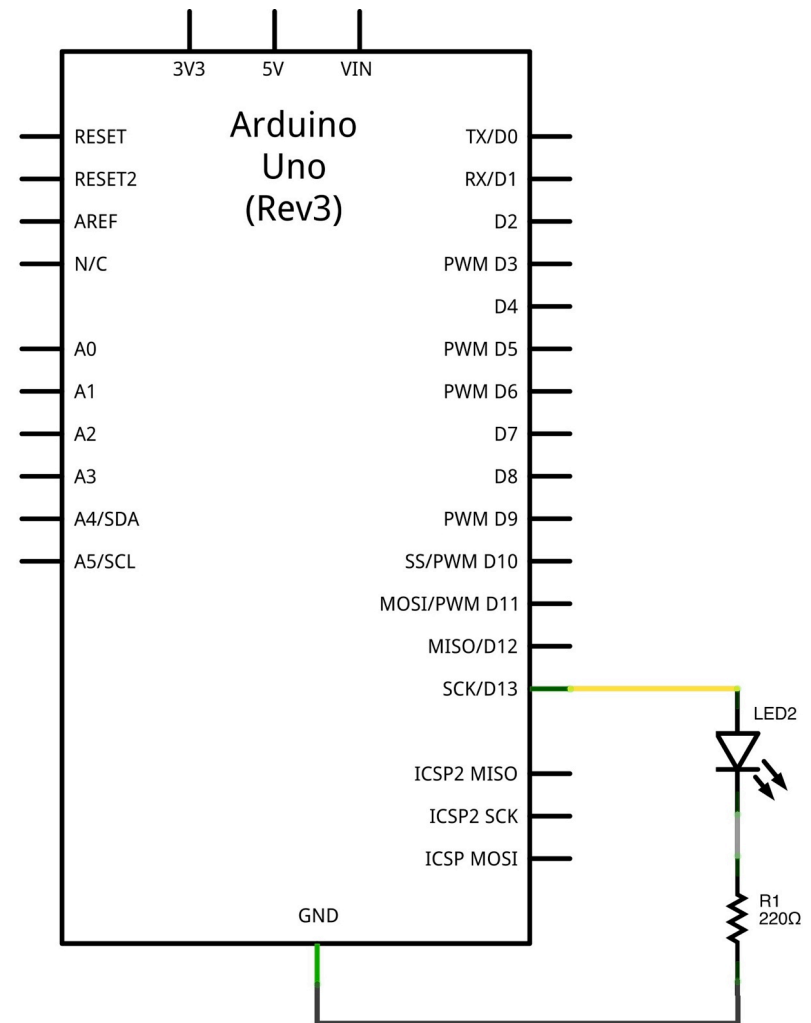 3V3
5V
VIN
Arduino
Uno
(Rev3)
RESET
RESET2
AREF
N/C
A0
A1
A2
A3
A4/SDA
A5/SCL
TX/D0
RX/D1
D2
PWM D3
D4
PWM D5
PWM D6
D7
D8
PWM D9
SS/PWM D10
MOSI/PWM D11
MISO/D12
SCK/D13
ICSP2 MISO
ICSP2 SCK
ICSP MOSI
GND
LED2
R1
220Ω